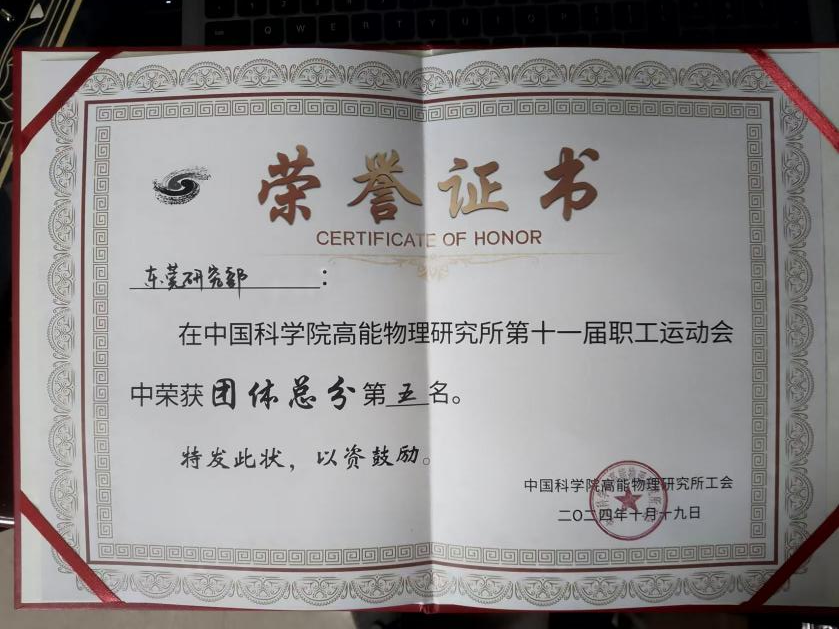 荣誉证书
CERTIFICATE OF HONOR
东莞研究部：
在中国科学院高能物理研究所第十一届职工运动会
中荣获团体总分第五名。
特发此状，以资鼓励。
中国科学院高能物理研究所工会
二〇二四年十月十九日